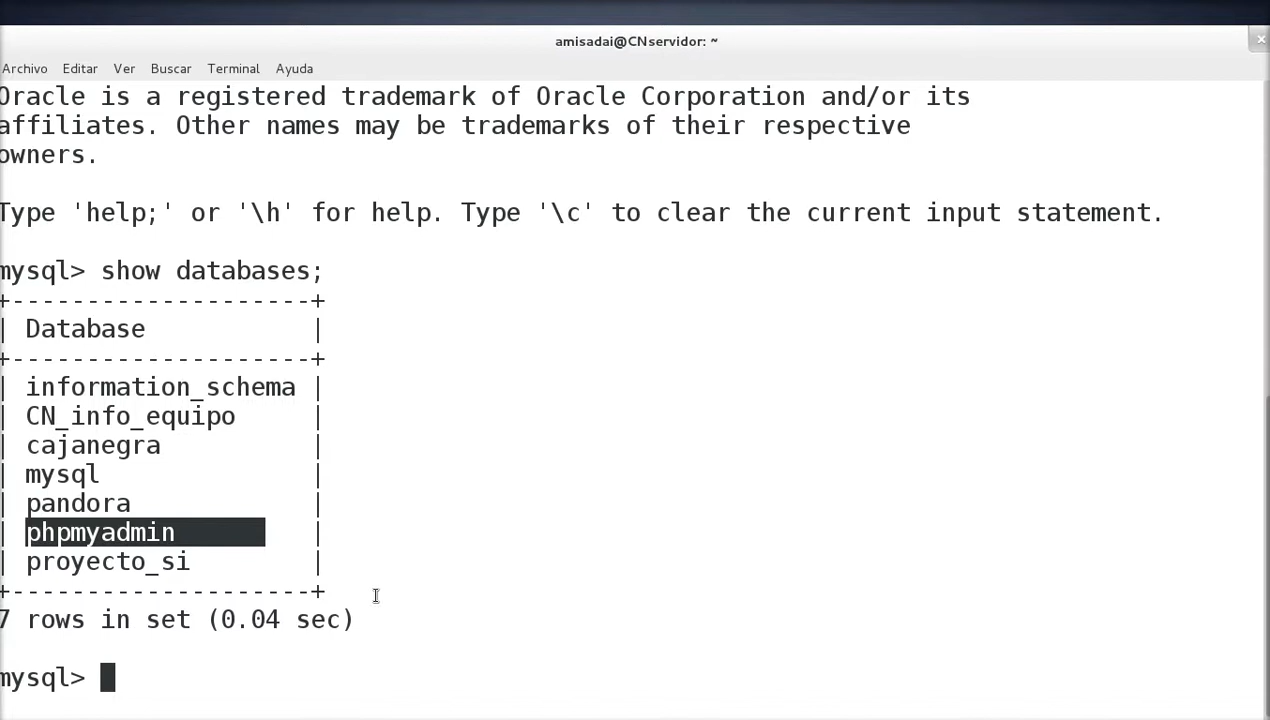 amisadai@CNservidor: ~
Archivo Editar Ver Buscar Terminal Ayuda
Oracle is a registered trademark of Oracle Corporation and/or its
affiliates. Other names may be trademarks of their respective
owners.
Type 'help;' or '\h' for help. Type '\c' to clear the current input statement.
mysql> show databases;
+--------------------+
| Database           |
+--------------------+
| information_schema |
| CN_info_equipo     |
| cajanegra          |
| mysql              |
| pandora            |
| phpmyadmin         |
| proyecto_si        |
+--------------------+
7 rows in set (0.04 sec)
mysql>